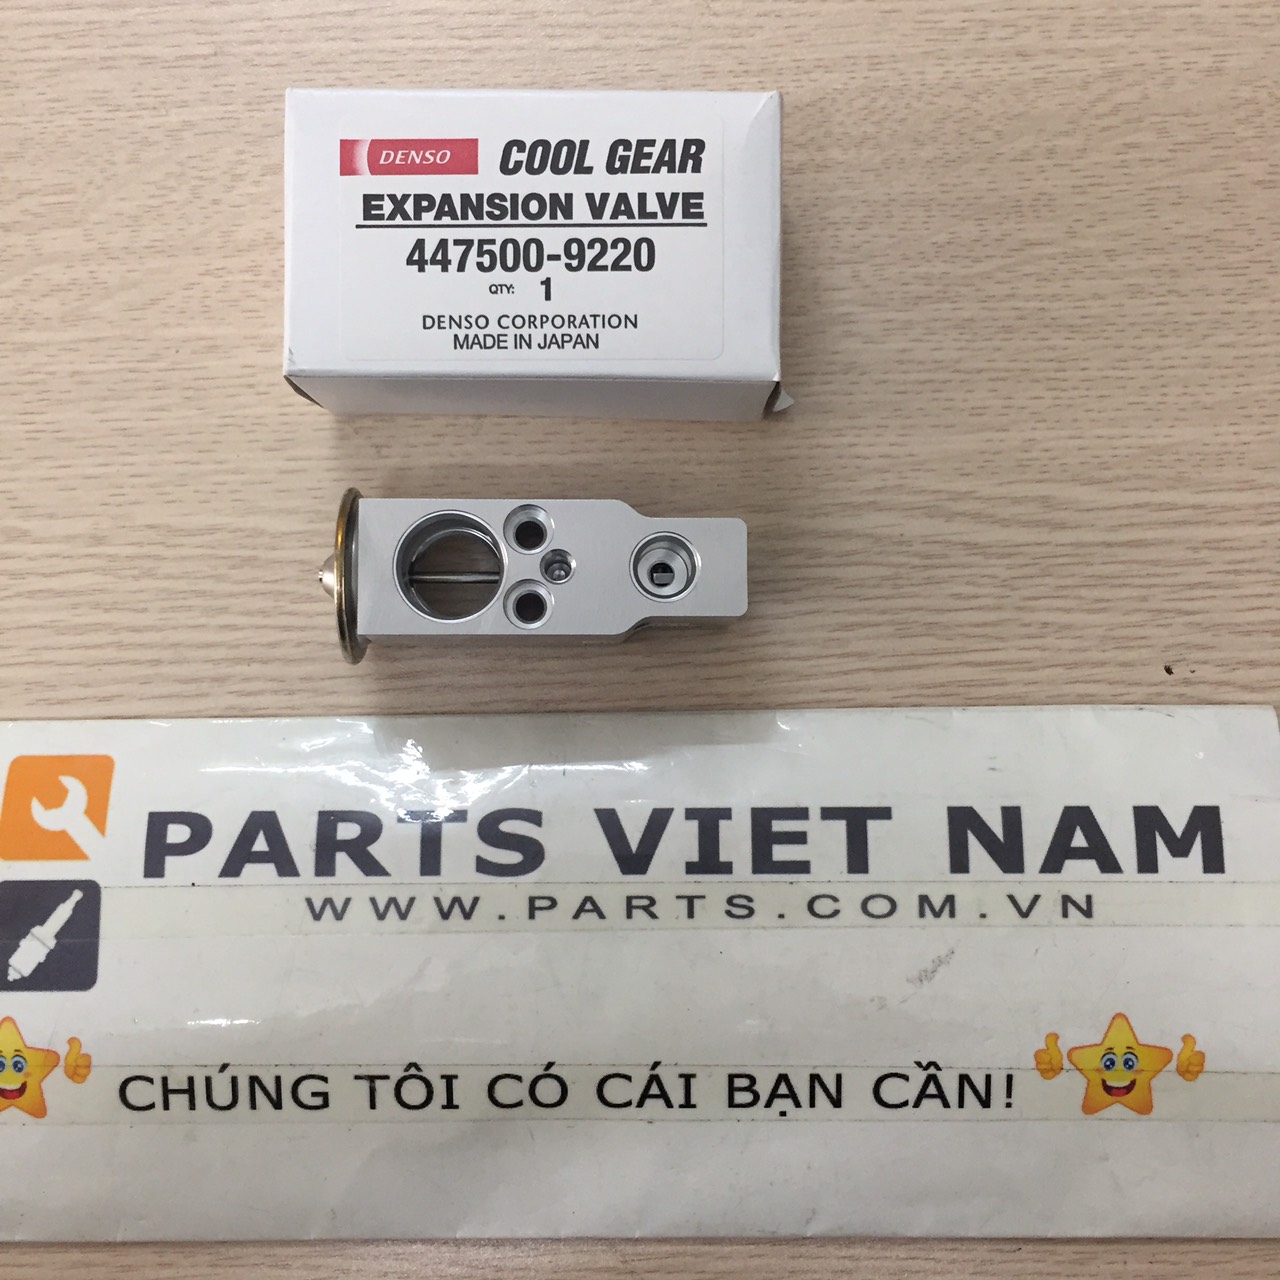 DENSO COOL GEAR
EXPANSION VALVE
447500-9220
QTY: 1
DENSO CORPORATION
MADE IN JAPAN
PARTS VIET NAM
WWW.PARTS.COM.VN
CHÚNG TÔI CÓ CÁI BẠN CẦN!